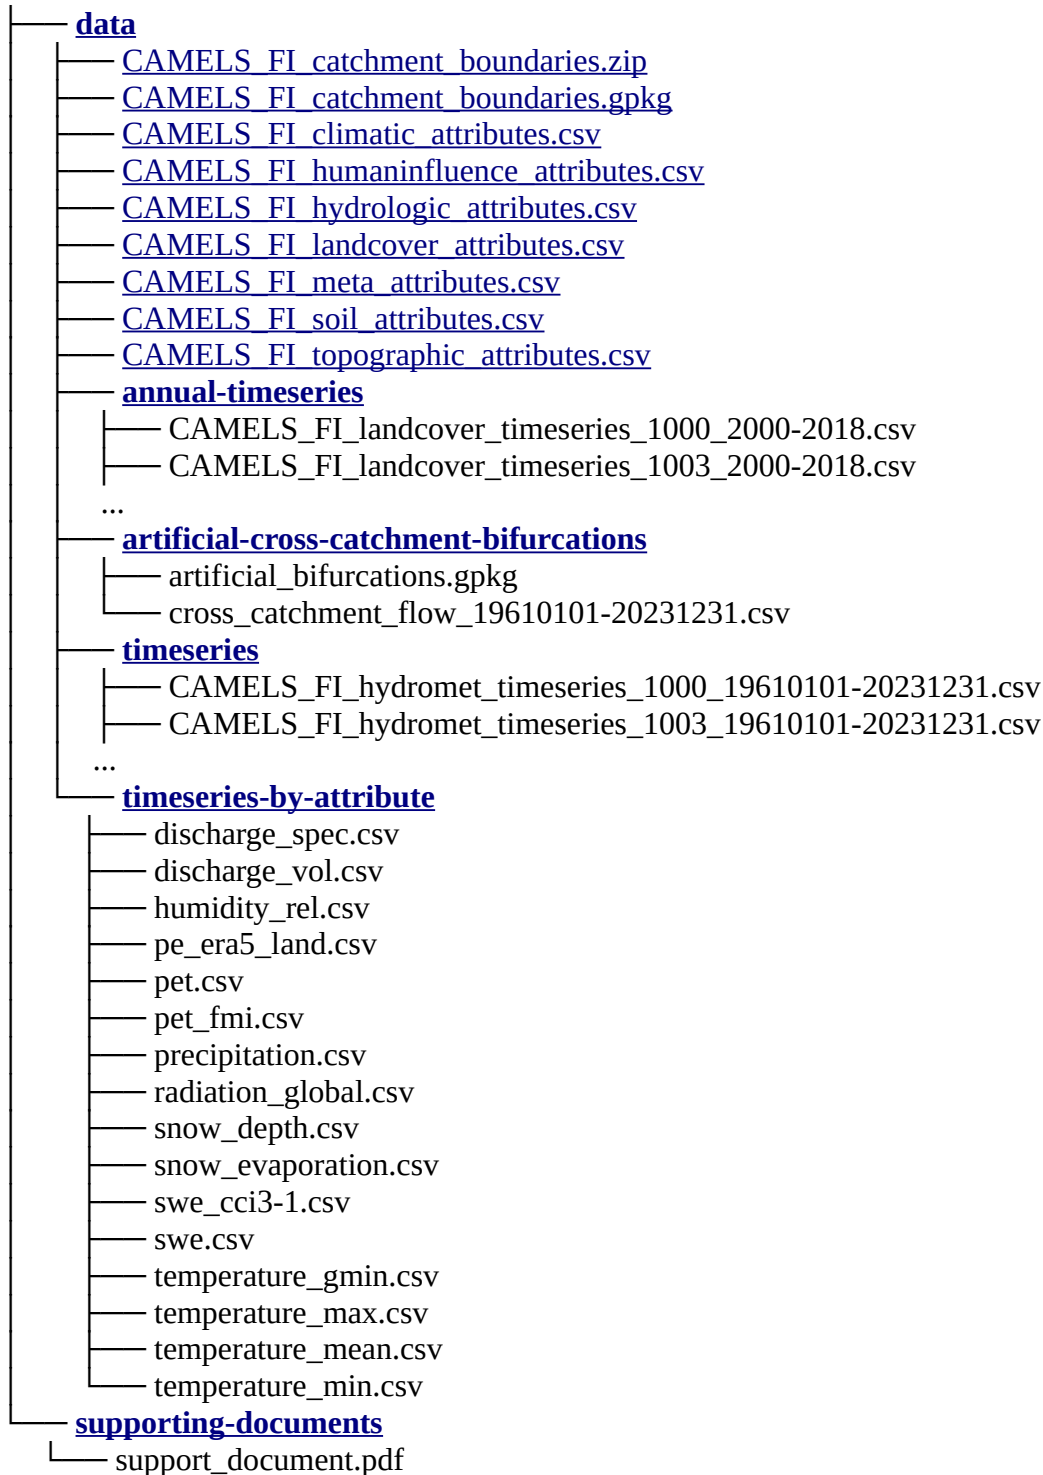 data
CAMELS_FI_catchment_boundaries.zip
CAMELS_FI_catchment_boundaries.gpkg
CAMELS_FI_climatic_attributes.csv
CAMELS_FI_humaninfluence_attributes.csv
CAMELS_FI_hydrologic_attributes.csv
CAMELS_FI_landcover_attributes.csv
CAMELS_FI_meta_attributes.csv
CAMELS_FI_soil_attributes.csv
CAMELS_FI_topographic_attributes.csv
annual-timeseries
CAMELS_FI_landcover_timeseries_1000_2000-2018.csv
CAMELS_FI_landcover_timeseries_1003_2000-2018.csv
...
artificial-cross-catchment-bifurcations
artificial_bifurcations.gpkg
cross_catchment_flow_19610101-20231231.csv
timeseries
CAMELS_FI_hydromet_timeseries_1000_19610101-20231231.csv
CAMELS_FI_hydromet_timeseries_1003_19610101-20231231.csv
...
timeseries-by-attribute
discharge_spec.csv
discharge_vol.csv
humidity_rel.csv
pe_era5_land.csv
pet.csv
pet_fmi.csv
precipitation.csv
radiation_global.csv
snow_depth.csv
snow_evaporation.csv
swe_cci3-1.csv
swe.csv
temperature_gmin.csv
temperature_max.csv
temperature_mean.csv
temperature_min.csv
supporting-documents
support_document.pdf